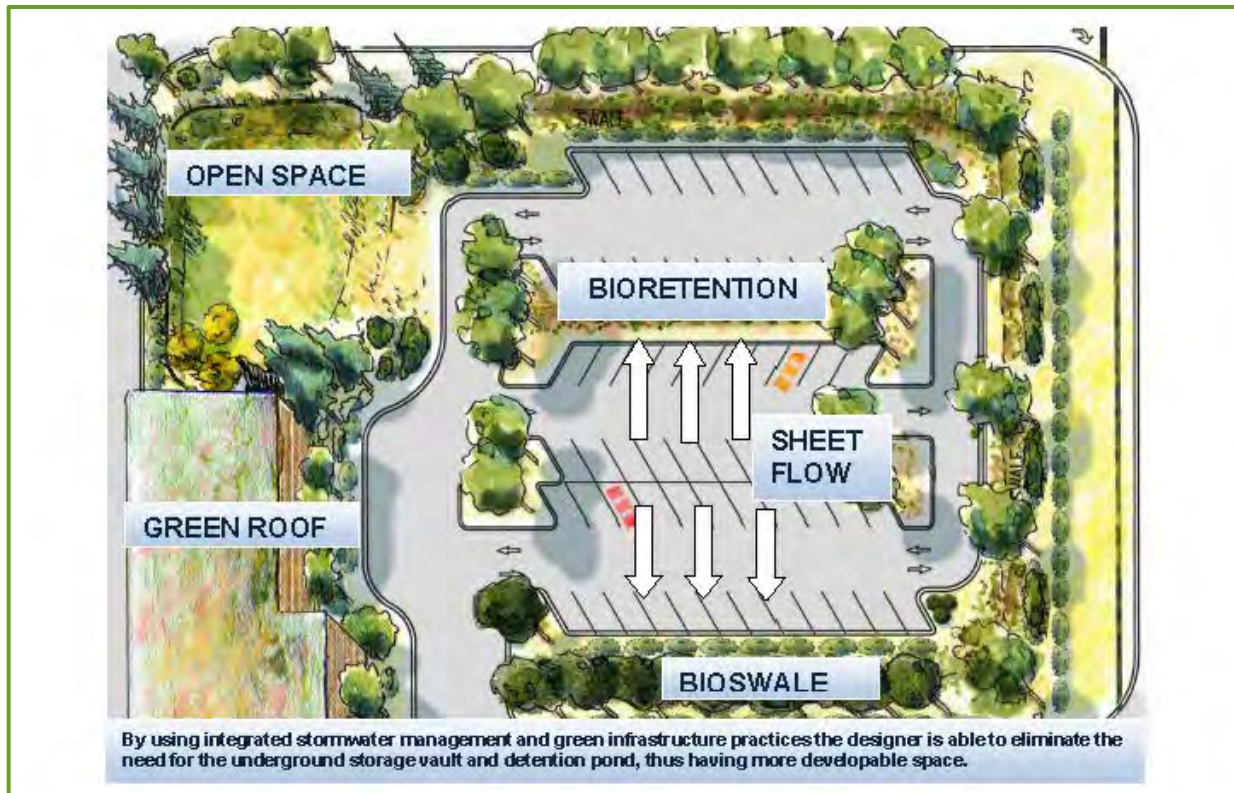 SWALE
OPEN SPACE
BIORETENTION
SHEET
FLOW
SWALE
GREEN ROOF
BIOSWALE
By using integrated stormwater management and green infrastructure practices the designer is able to eliminate the
need for the underground storage vault and detention pond, thus having more developable space.